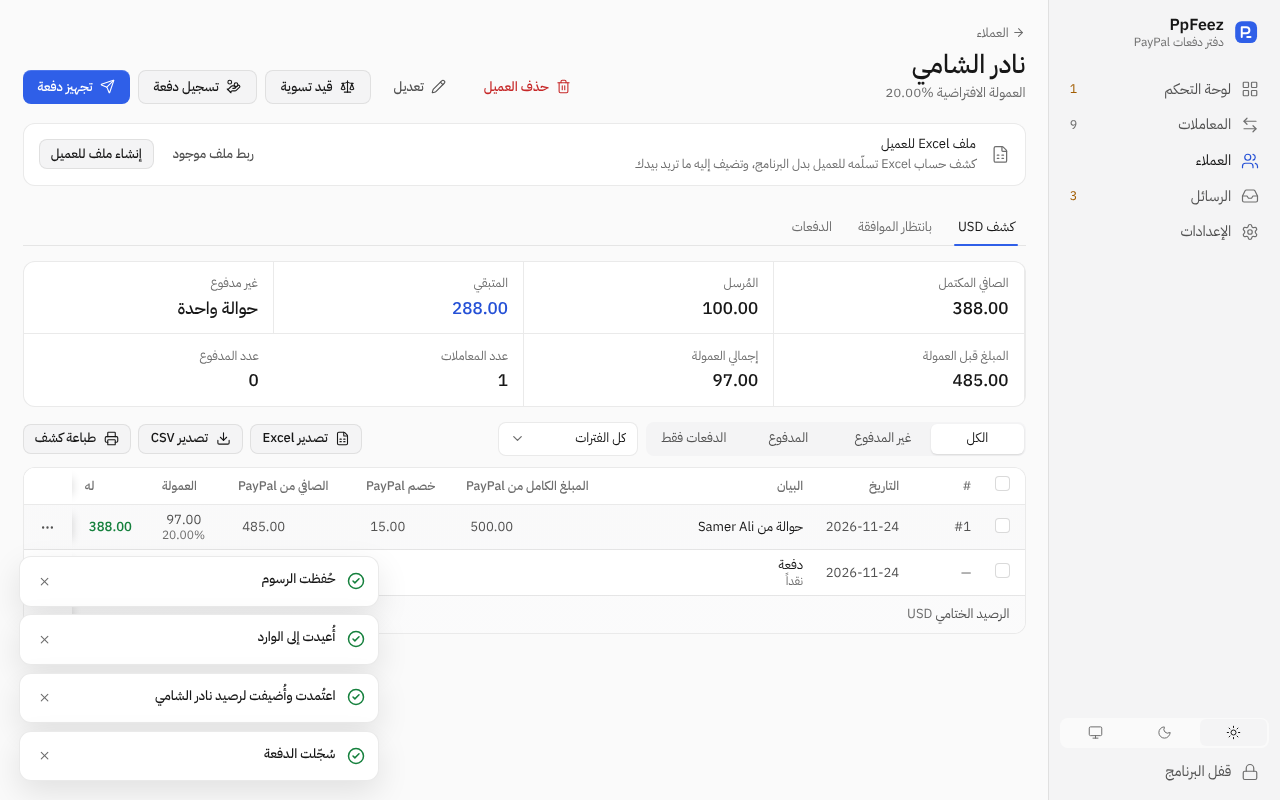 PpFeez
دفتر دفعات PayPal
لوحة التحكم 1
المعاملات 9
العملاء
الرسائل 3
الإعدادات
قفل البرنامج
العملاء
نادر الشامي
العمولة الافتراضية 20.00%
حذف العميل
تعديل
قيد تسوية
تسجيل دفعة
تجهيز دفعة
ملف Excel للعميل
كشف حساب Excel تسلّمه للعميل بدل البرنامج، وتضيف إليه ما تريد بيدك
ربط ملف موجود
إنشاء ملف للعميل
كشف USD
بانتظار الموافقة
الدفعات
الصافي المكتمل
388.00
المُرسل
100.00
المتبقي
288.00
غير مدفوع
حوالة واحدة
المبلغ قبل العمولة
485.00
إجمالي العمولة
97.00
عدد المعاملات
1
عدد المدفوع
0
الكل
غير المدفوع
المدفوع
الدفعات فقط
كل الفترات
تصدير Excel
تصدير CSV
طباعة كشف
# التاريخ البيان المبلغ الكامل من PayPal خصم PayPal الصافي من PayPal العمولة له
#1 2026-11-24 حوالة من Samer Ali 500.00 15.00 485.00 97.00 388.00
20.00%
— 2026-11-24 دفعة
نقداً
الرصيد الختامي USD
حُفظت الرسوم
أُعيدت إلى الوارد
اعتُمدت وأُضيفت لرصيد نادر الشامي
سُجّلت الدفعة